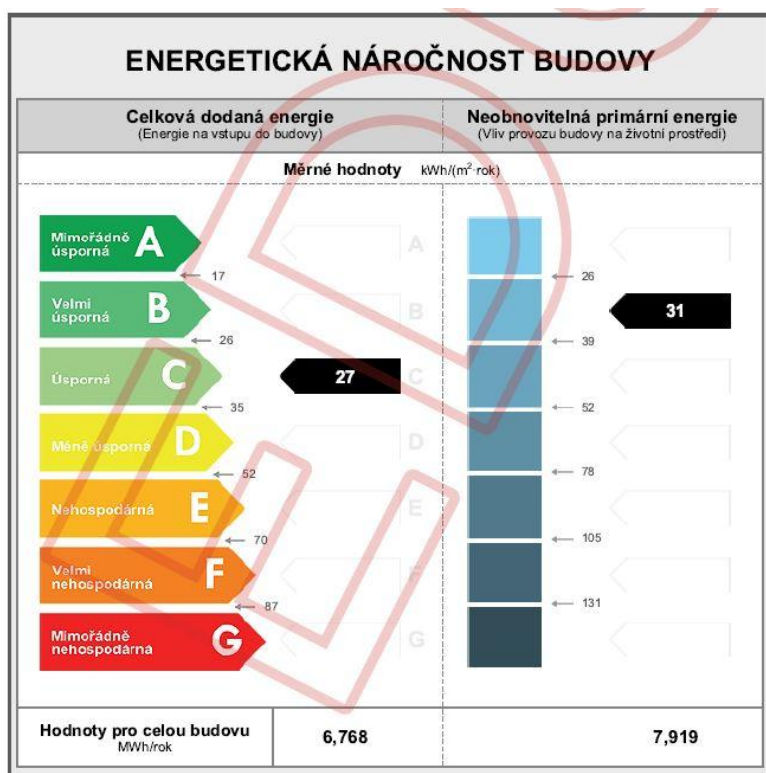 ENERGETICKÁ NÁROČNOST BUDOVY
Celková dodaná energie
(Energie na vstupu do budovy)
Neobnovitelná primární energie
(Vliv provozu budovy na životní prostředí)
Měrné hodnoty kWh/(m²·rok)
Mimořádně
úsporná
A
A
17
26
Velmi
úsporná
B
B
31
26
39
Úsporná
C
27
C
35
52
Méně úsporná
D
D
52
78
Nehospodárná
E
E
70
105
Velmi
nehospodárná
F
F
87
131
Mimořádně
nehospodárná
G
G
Hodnoty pro celou budovu
MWh/rok
6,768
7,919